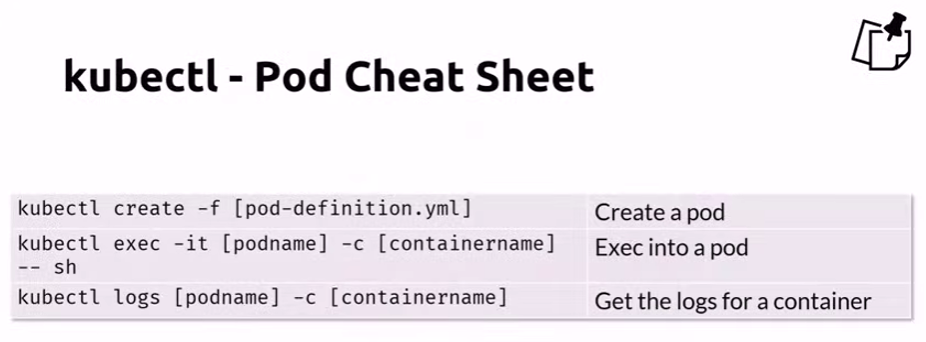 kubectl - Pod Cheat Sheet
kubectl create -f [pod-definition.yml]
Create a pod
kubectl exec -it [podname] -c [containername]
-- sh
Exec into a pod
kubectl logs [podname] -c [containername]
Get the logs for a container